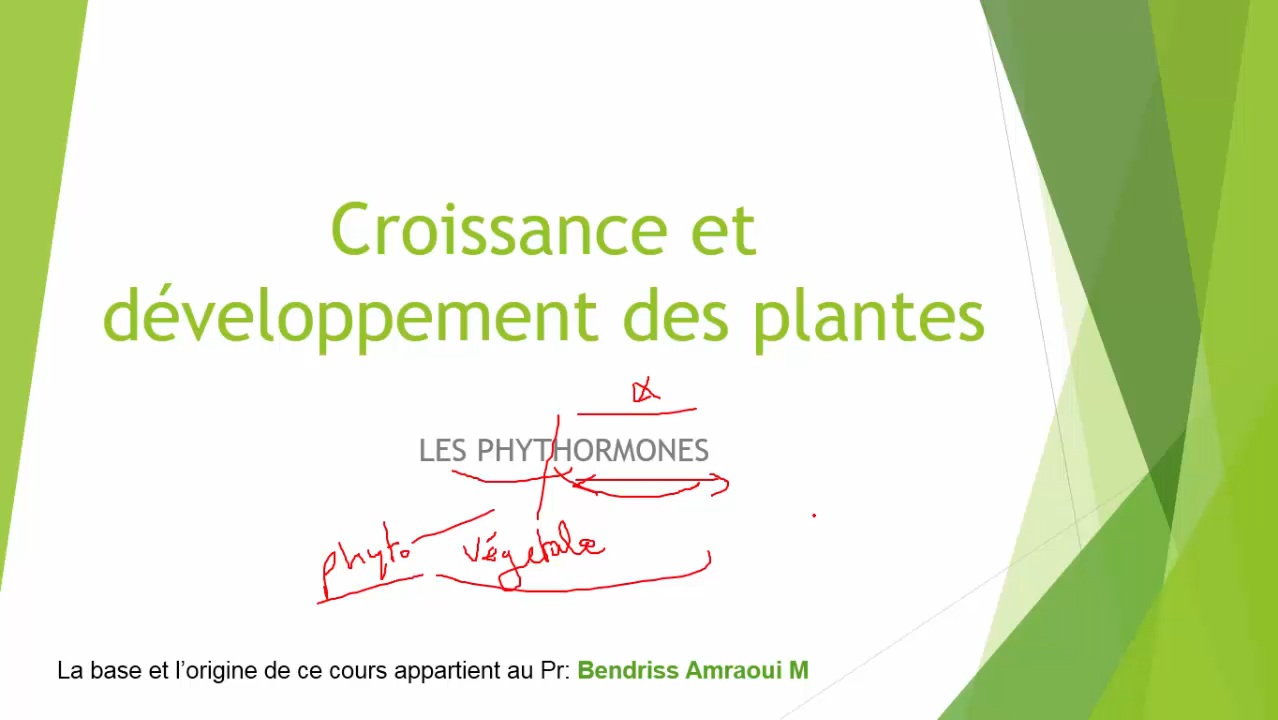 Croissance et
développement des plantes
LES PHYTHORMONES
phyto végetale
La base et l'origine de ce cours appartient au Pr: Bendriss Amraoui M